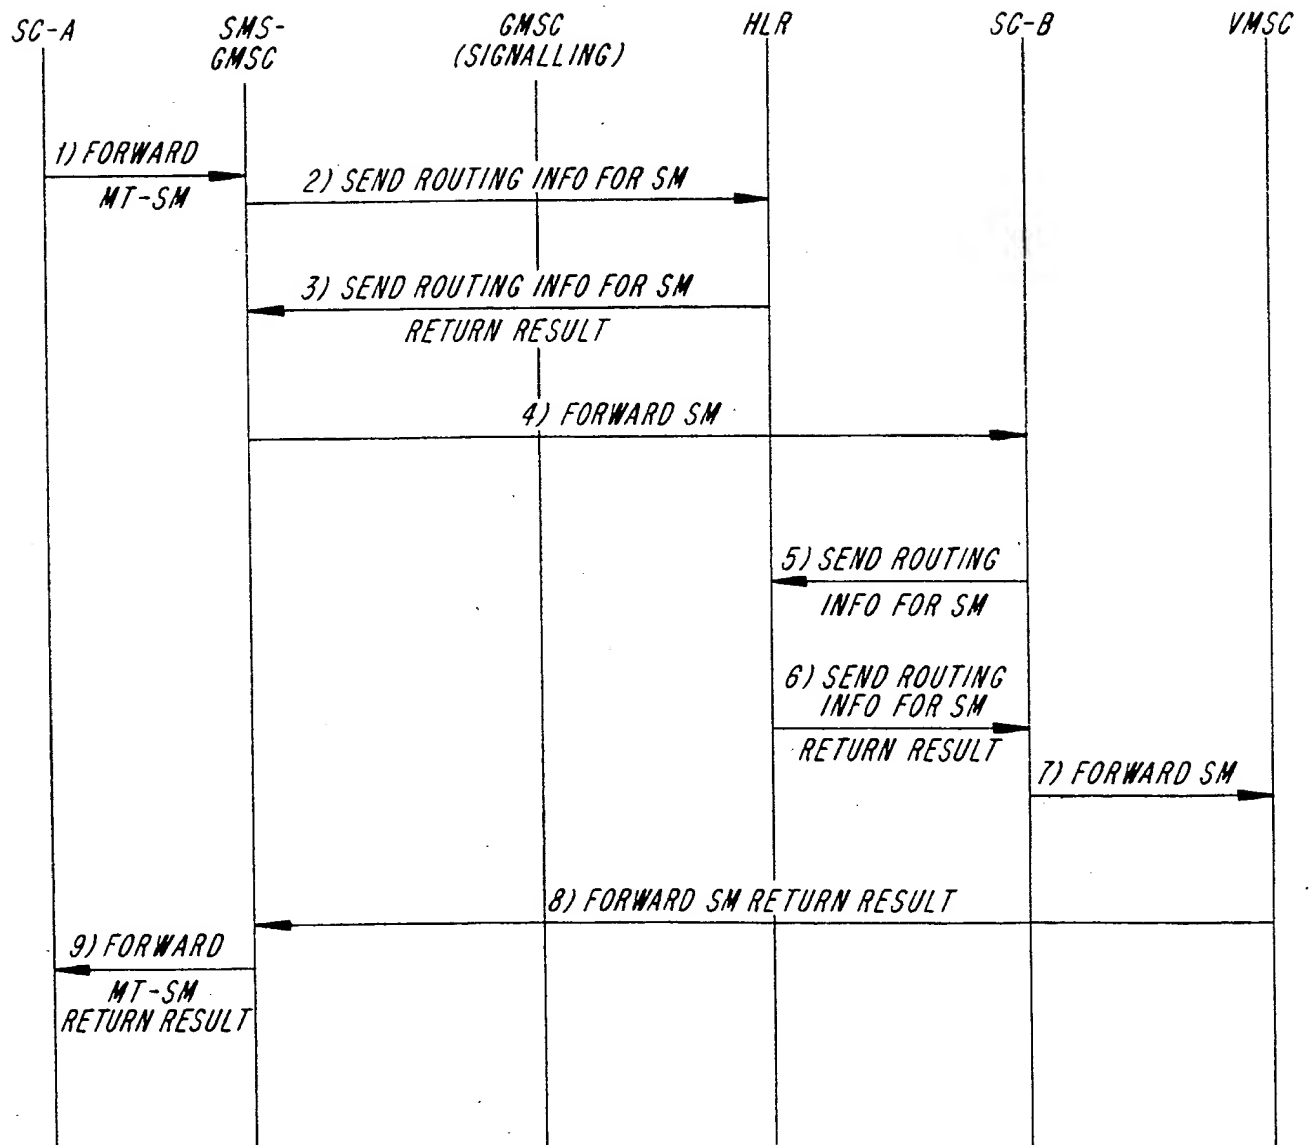 SC-A
SMS-
GMSC
GMSC
(SIGNALLING)
HLR
SC-B
VMSC
1) FORWARD
MT-SM
2) SEND ROUTING INFO FOR SM
3) SEND ROUTING INFO FOR SM
RETURN RESULT
4) FORWARD SM
5) SEND ROUTING
INFO FOR SM
6) SEND ROUTING
INFO FOR SM
RETURN RESULT
7) FORWARD SM
8) FORWARD SM RETURN RESULT
9) FORWARD
MT-SM
RETURN RESULT